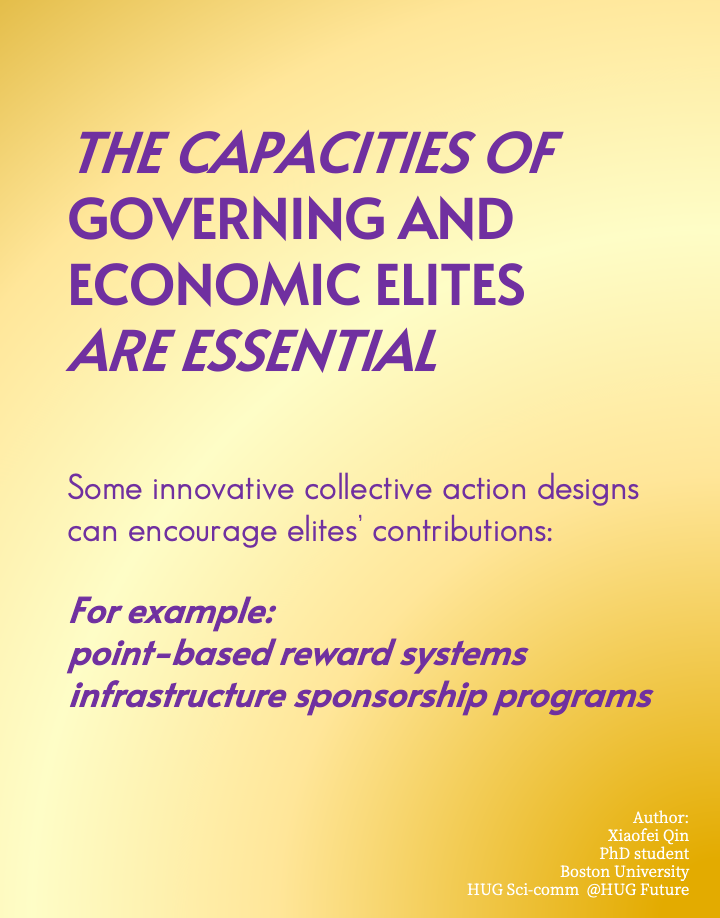 THE CAPACITIES OF
GOVERNING AND
ECONOMIC ELITES
ARE ESSENTIAL
Some innovative collective action designs
can encourage elites' contributions:
For example:
point-based reward systems
infrastructure sponsorship programs
Author:
Xiaofei Qin
PhD student
Boston University
HUG Sci-comm @HUG Future